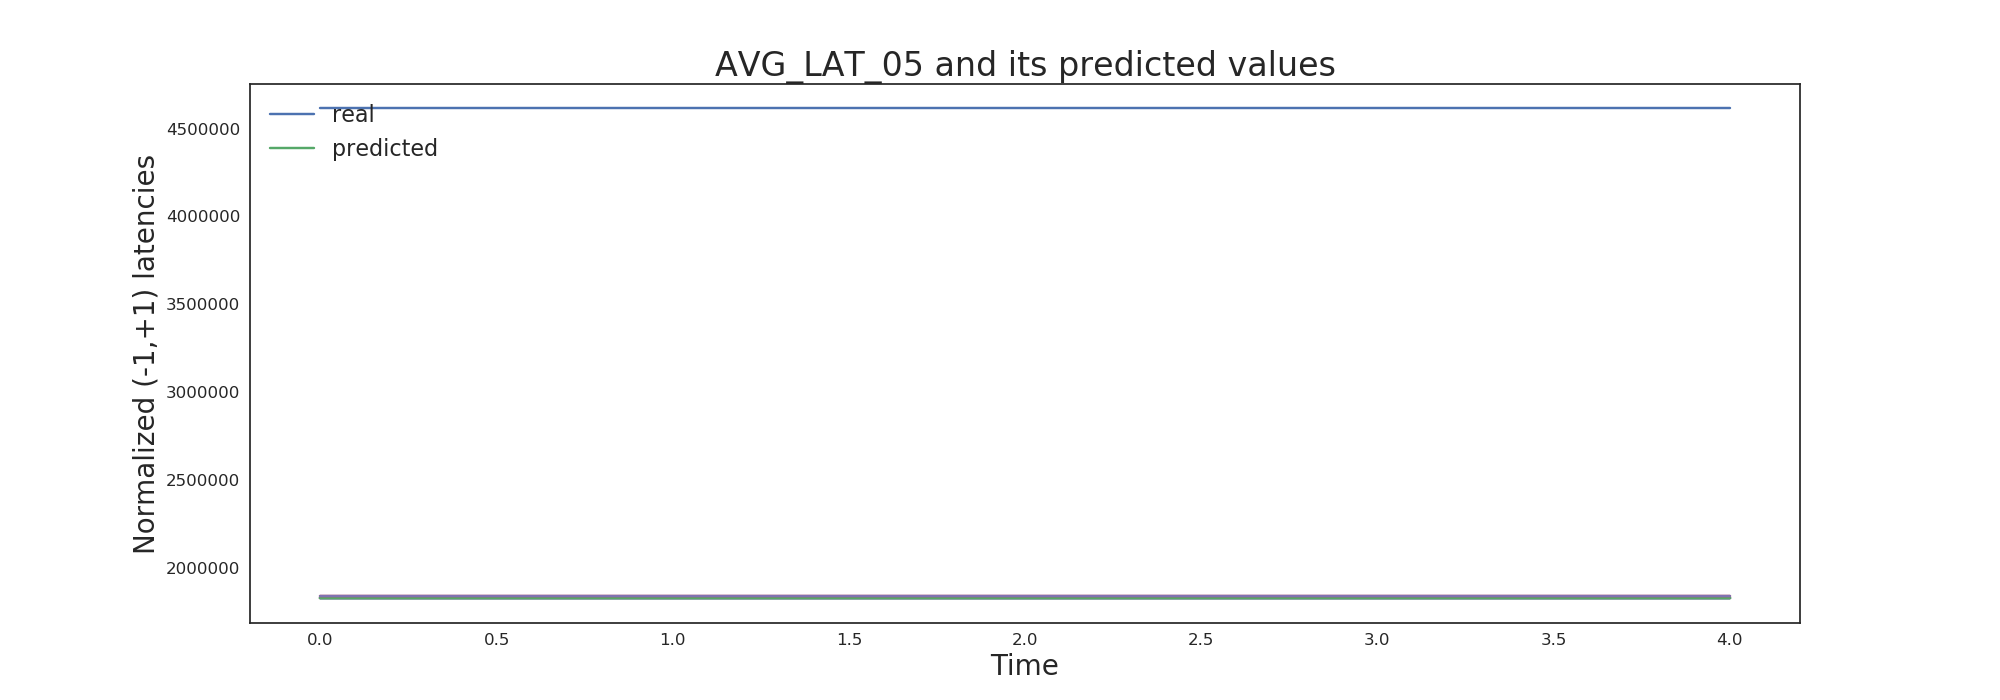 AVG_LAT_05 and its predicted values
real
predicted
Normalized (-1,+1) latencies
4500000
4000000
3500000
3000000
2500000
2000000
0.0 0.5 1.0 1.5 2.0 2.5 3.0 3.5 4.0
Time